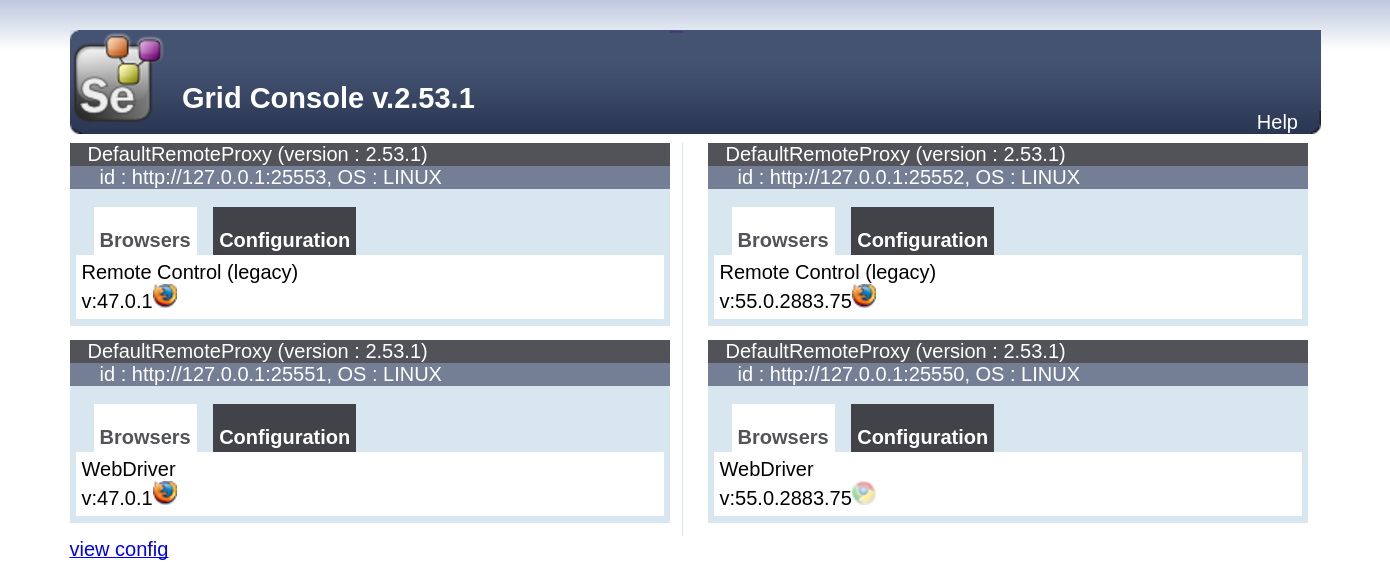 Se
Grid Console v.2.53.1
Help
DefaultRemoteProxy (version : 2.53.1)
id : http://127.0.0.1:25553, OS : LINUX
Browsers Configuration
Remote Control (legacy)
v:47.0.1
DefaultRemoteProxy (version : 2.53.1)
id : http://127.0.0.1:25551, OS : LINUX
Browsers Configuration
WebDriver
v:47.0.1
DefaultRemoteProxy (version : 2.53.1)
id : http://127.0.0.1:25552, OS : LINUX
Browsers Configuration
Remote Control (legacy)
v:55.0.2883.75
DefaultRemoteProxy (version : 2.53.1)
id : http://127.0.0.1:25550, OS : LINUX
Browsers Configuration
WebDriver
v:55.0.2883.75
view config